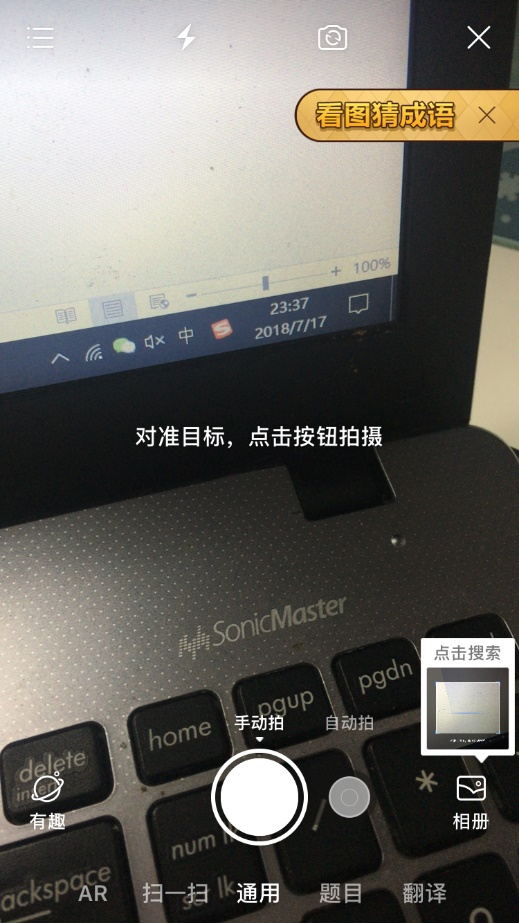 看图猜成语
100%
23:37
中
2018/7/17
对准目标，点击按钮拍摄
SonicMaster
点击搜索
pgdn
pgup
home
手动拍
自动拍
delete
*
/
有趣
相册
num lk
ackspace
AR
扫一扫
通用
题目
翻译